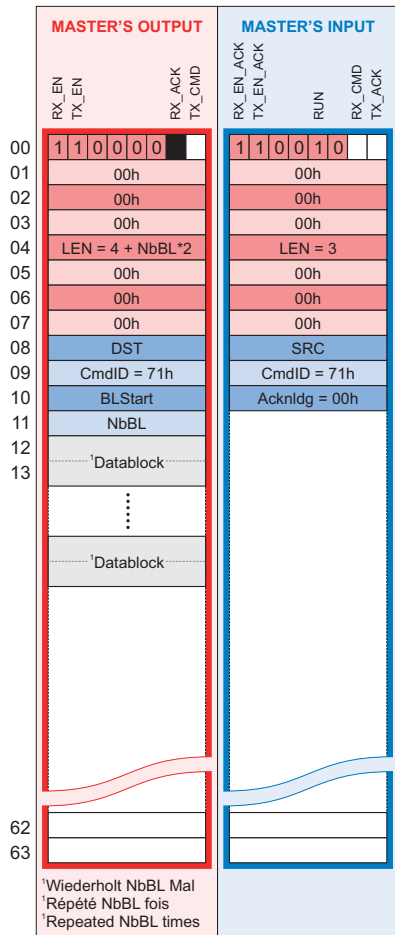 MASTER'S OUTPUT
MASTER'S INPUT
RX_EN
TX_EN
RX_ACK
TX_CMD
RX_EN_ACK
TX_EN_ACK
RUN
RX_CMD
TX_ACK
00 1 1 0 0 0 0 1 1 0 0 1 0
01 00h 00h
02 00h 00h
03 00h 00h
04 LEN = 4 + NbBL*2 LEN = 3
05 00h 00h
06 00h 00h
07 00h 00h
08 DST SRC
09 CmdID = 71h CmdID = 71h
10 BLStart Acknldg = 00h
11 NbBL
12
13 ¹Datablock
¹Datablock
62
63
¹Wiederholt NbBL Mal
¹Répété NbBL fois
¹Repeated NbBL times